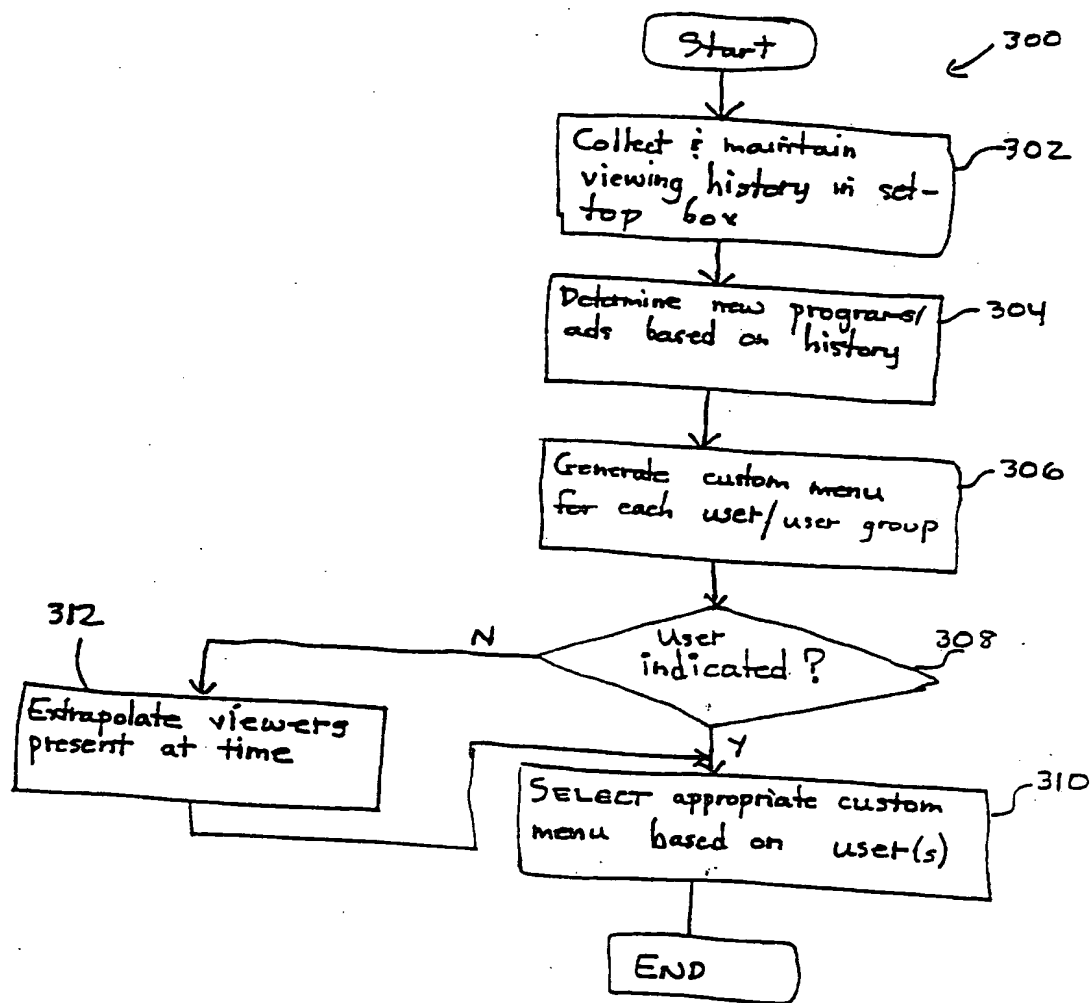 Start
300
Collect & maintain
viewing history in set-
top box
302
Determine new programs/
ads based on history
304
Generate custom menu
for each user/user group
306
User
indicated?
308
N
312
Extrapolate viewers
present at time
Y
SELECT appropriate custom
menu based on user(s)
310
END